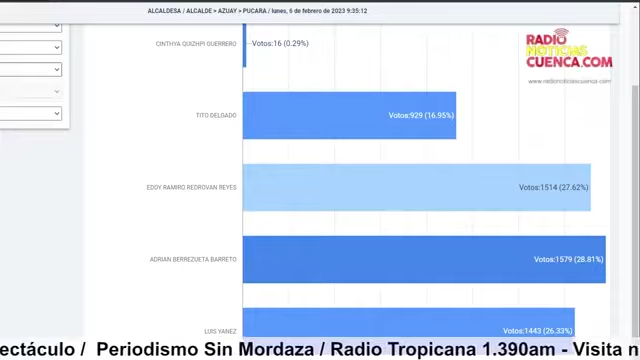 ALCALDESA / ALCALDE > AZUAY > PUCARA / lunes, 6 de febrero de 2023 9:35:12
CINTHYA QUIZHPI GUERRERO
Votos:16 (0.29%)
RADIO
NOTICIAS
CUENCA.COM
www.radionoticiascuenca.com
TITO DELGADO
Votos:929 (16.95%)
EDDY RAMIRO REDROVAN REYES
Votos:1514 (27.62%)
ADRIAN BERREZUETA BARRETO
Votos:1579 (28.81%)
LUIS YANEZ
Votos:1443 (26.33%)
ectáculo / Periodismo Sin Mordaza / Radio Tropicana 1.390am - Visita n